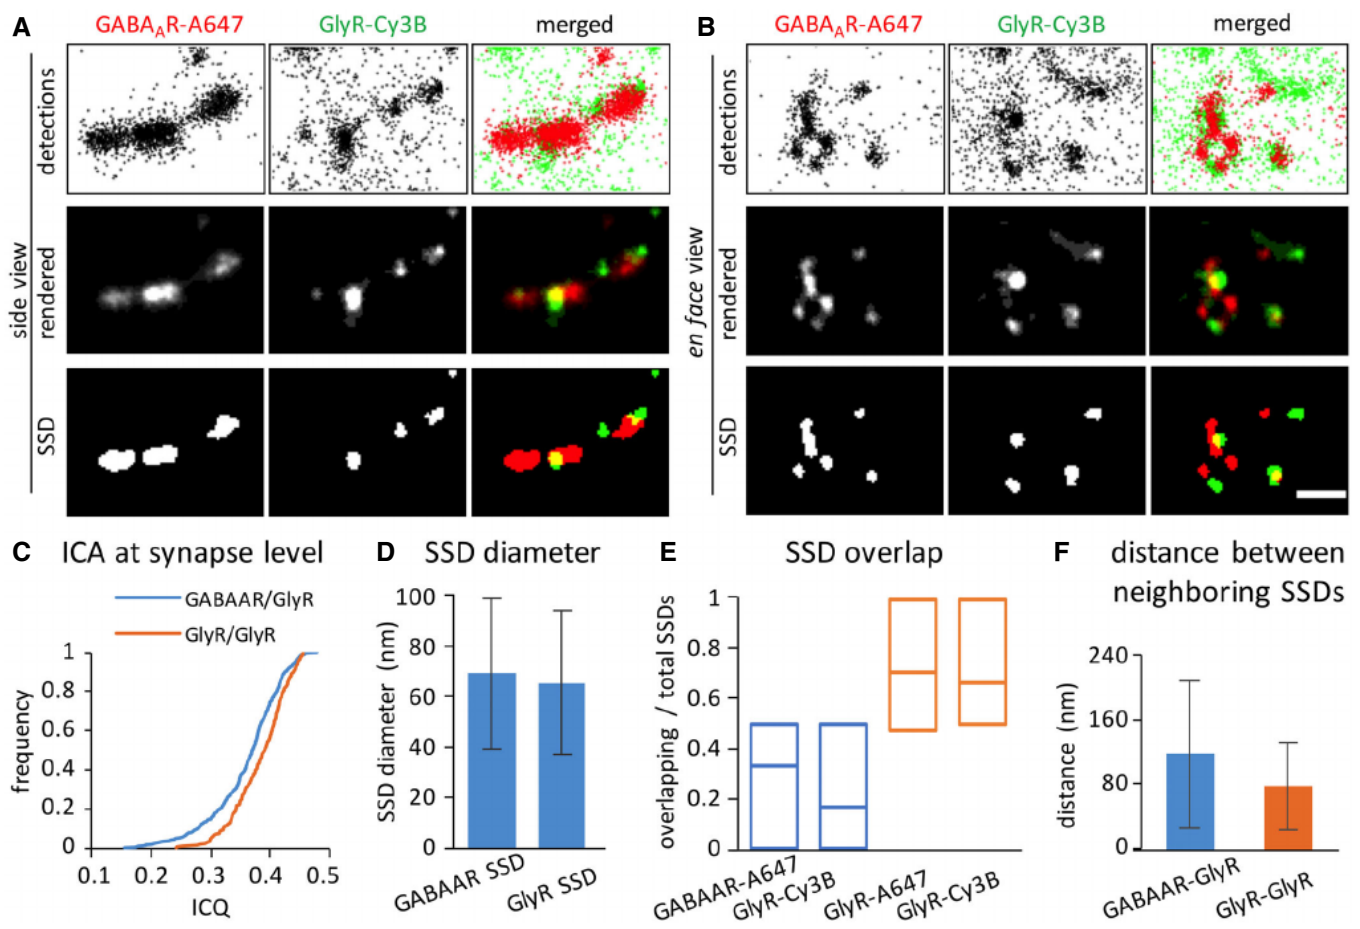 A GABAAR-A647 GlyR-Cy3B merged
detections
side view
rendered
SSD
B GABAAR-A647 GlyR-Cy3B merged
detections
en face view
rendered
SSD
C ICA at synapse level
GABAAR/GlyR
GlyR/GlyR
frequency
1
0.8
0.6
0.4
0.2
0
0.1 0.2 0.3 0.4 0.5
ICQ
D SSD diameter
SSD diameter (nm)
100
80
60
40
20
0
GABAAR SSD
GlyR SSD
E SSD overlap
overlapping / total SSDs
1
0.8
0.6
0.4
0.2
0
GABAAR-A647
GlyR-Cy3B
GlyR-A647
GlyR-Cy3B
F distance between
neighboring SSDs
distance (nm)
240
160
80
0
GABAAR-GlyR
GlyR-GlyR